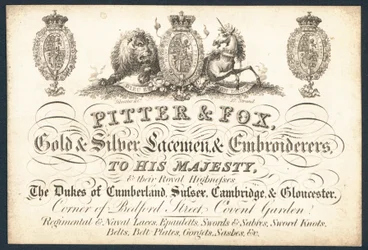 PITTER & FOX,
Gold & Silver Lacemen, & Embroiderers,
TO HIS MAJESTY,
& their Royal Highnesses
The Dukes of Cumberland, Sussex, Cambridge, & Gloucester.
Corner of Bedford Street Covent Garden
Regimental & Naval Laces, Epauletts, Swords & Sabres, Sword Knots,
Belts, Belt Plates, Gorgets, Sashes, &c.